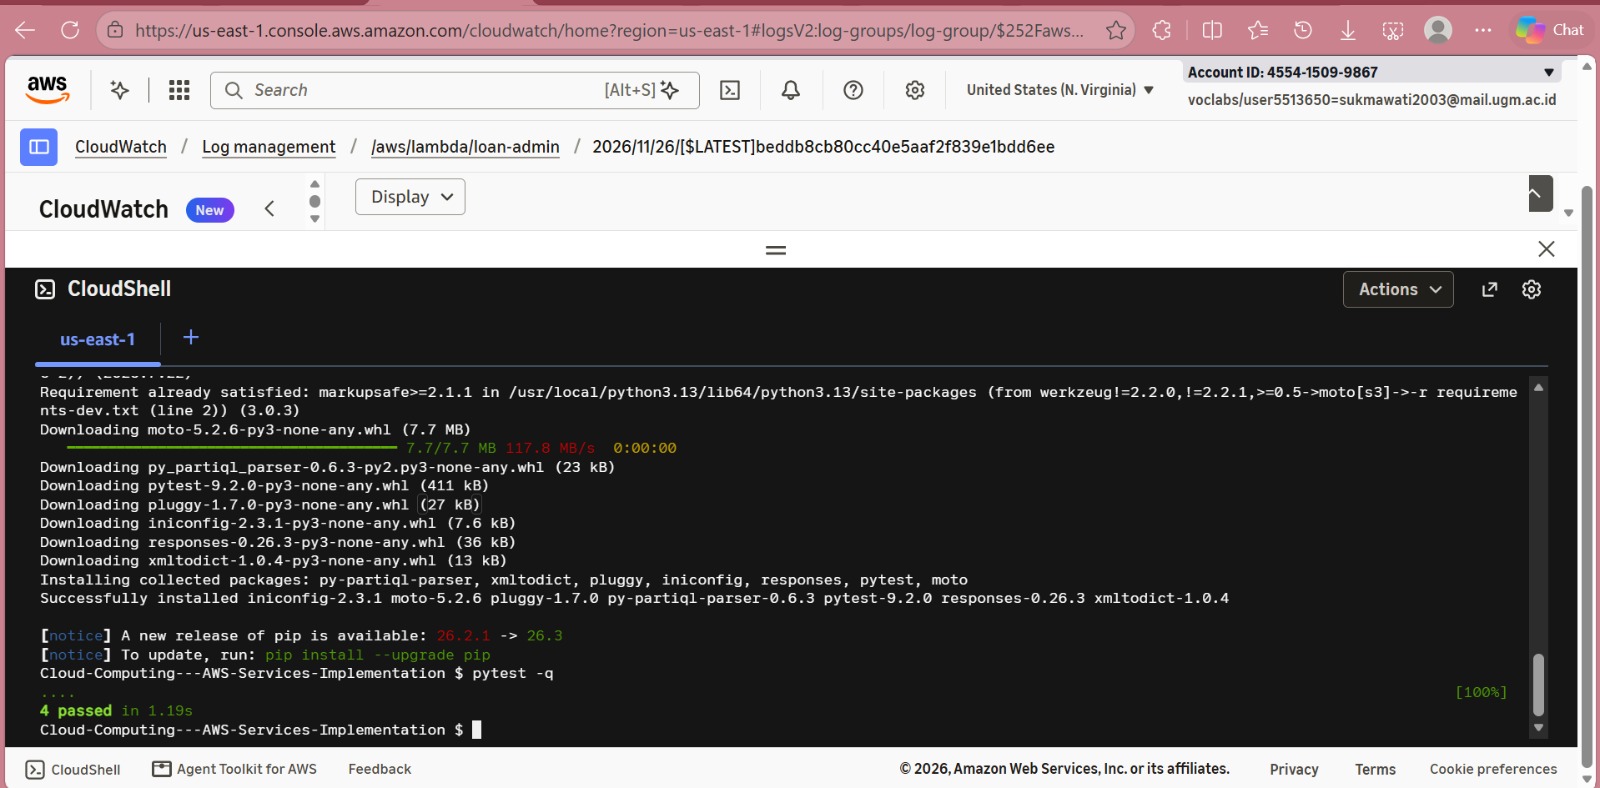 https://us-east-1.console.aws.amazon.com/cloudwatch/home?region=us-east-1#logsV2:log-groups/log-group/$252Faws...
Chat
aws
Search
[Alt+S]
United States (N. Virginia)
Account ID: 4554-1509-9867
voclabs/user5513650=sukmawati2003@mail.ugm.ac.id
CloudWatch / Log management / /aws/lambda/loan-admin / 2026/11/26/[$LATEST]beddb8cb80cc40e5aaf2f839e1bdd6ee
CloudWatch New
Display
CloudShell
Actions
us-east-1 +
Requirement already satisfied: markupsafe>=2.1.1 in /usr/local/python3.13/lib64/python3.13/site-packages (from werkzeug!=2.2.0,!=2.2.1,>=0.5->moto[s3]->-r requireme
nts-dev.txt (line 2)) (3.0.3)
Downloading moto-5.2.6-py3-none-any.whl (7.7 MB)
7.7/7.7 MB 117.8 MB/s 0:00:00
Downloading py_partiql_parser-0.6.3-py2.py3-none-any.whl (23 kB)
Downloading pytest-9.2.0-py3-none-any.whl (411 kB)
Downloading pluggy-1.7.0-py3-none-any.whl (27 kB)
Downloading iniconfig-2.3.1-py3-none-any.whl (7.6 kB)
Downloading responses-0.26.3-py3-none-any.whl (36 kB)
Downloading xmltodict-1.0.4-py3-none-any.whl (13 kB)
Installing collected packages: py-partiql-parser, xmltodict, pluggy, iniconfig, responses, pytest, moto
Successfully installed iniconfig-2.3.1 moto-5.2.6 pluggy-1.7.0 py-partiql-parser-0.6.3 pytest-9.2.0 responses-0.26.3 xmltodict-1.0.4
[notice] A new release of pip is available: 26.2.1 -> 26.3
[notice] To update, run: pip install --upgrade pip
Cloud-Computing---AWS-Services-Implementation $ pytest -q
.... [100%]
4 passed in 1.19s
Cloud-Computing---AWS-Services-Implementation $
CloudShell
Agent Toolkit for AWS
Feedback
© 2026, Amazon Web Services, Inc. or its affiliates.
Privacy
Terms
Cookie preferences